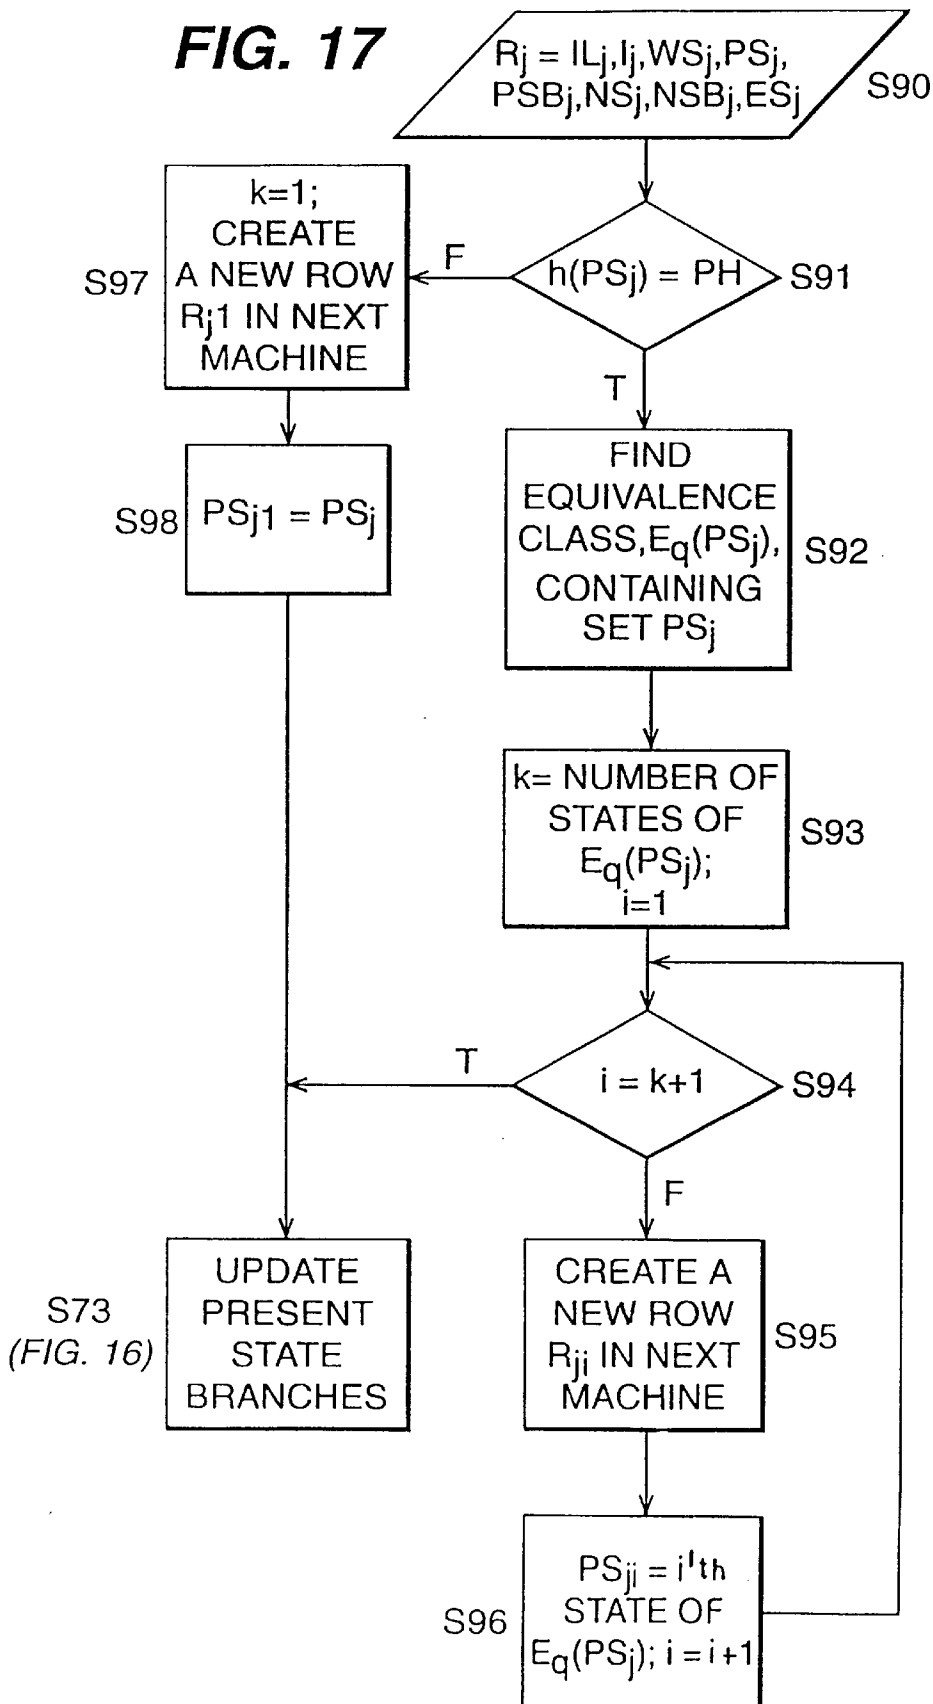 FIG. 17
Rj = ILj,Ij,WSj,PSj,
PSBj,NSj,NSBj,ESj
S90
h(PSj) = PH
S91
F
T
k=1;
CREATE
A NEW ROW
Rj1 IN NEXT
MACHINE
S97
PSj1 = PSj
S98
FIND
EQUIVALENCE
CLASS,Eq(PSj),
CONTAINING
SET PSj
S92
k= NUMBER OF
STATES OF
Eq(PSj);
i=1
S93
i = k+1
S94
T
F
UPDATE
PRESENT
STATE
BRANCHES
S73
(FIG. 16)
CREATE A
NEW ROW
Rji IN NEXT
MACHINE
S95
PSji = i'th
STATE OF
Eq(PSj); i = i+1
S96